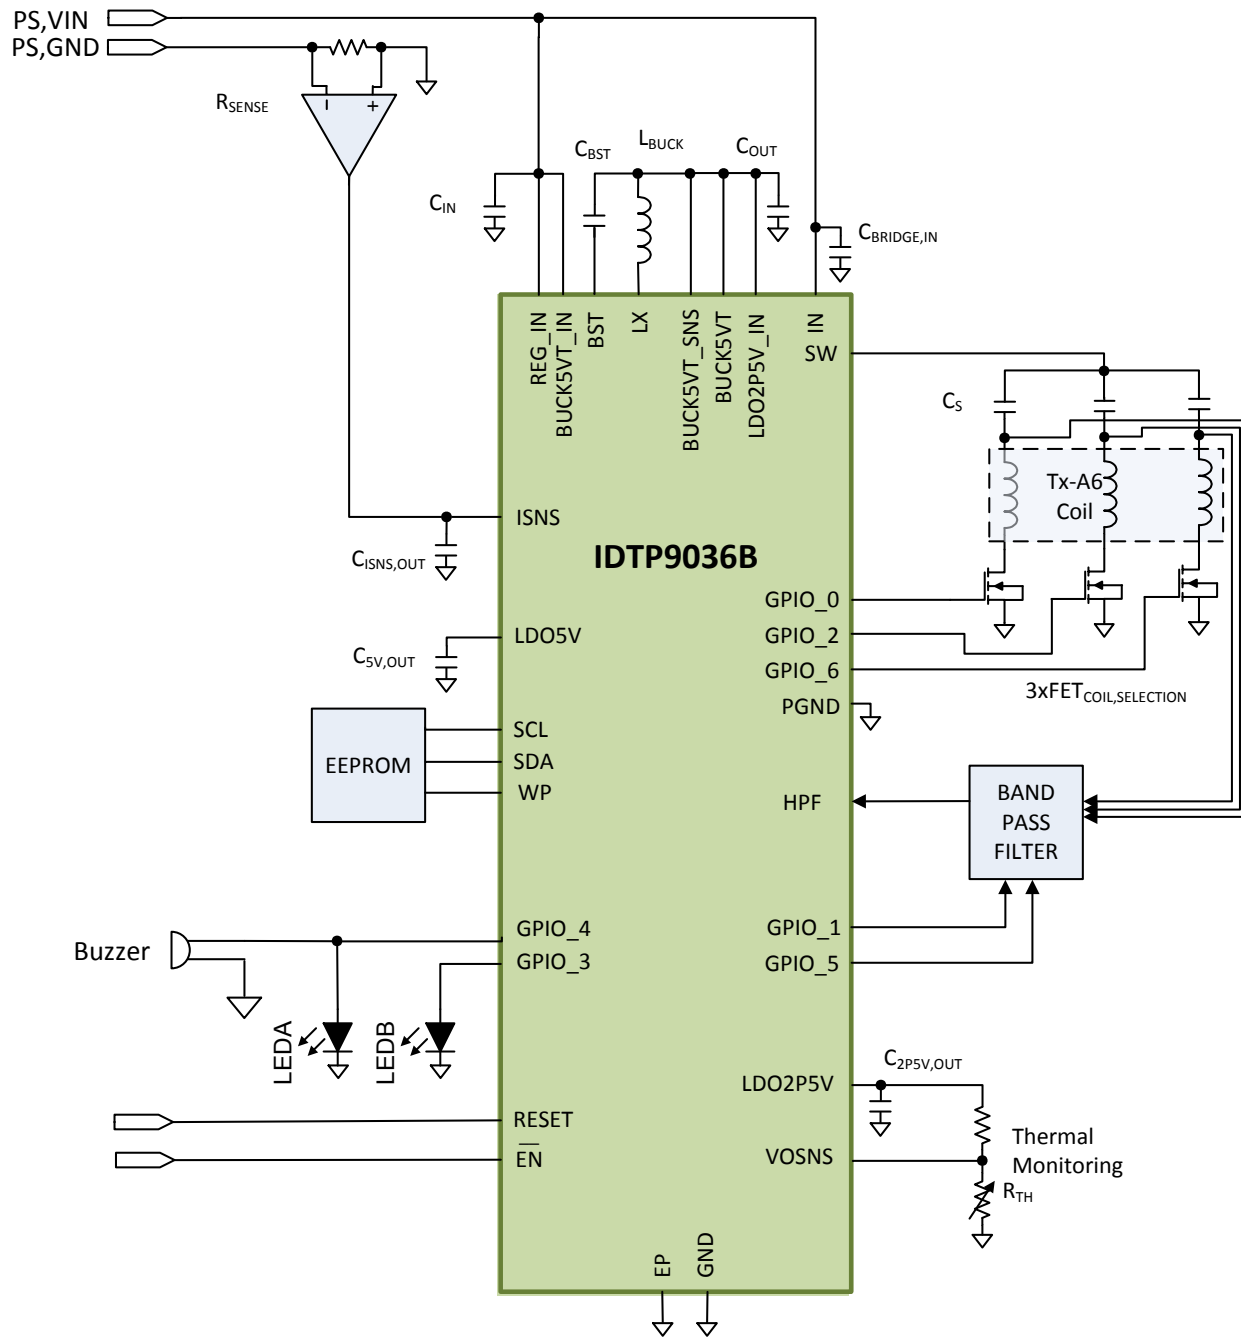 PS,VIN
PS,GND
RSENSE
− +
CBST
LBUCK
COUT
CIN
CBRIDGE,IN
REG_IN
BUCK5VT_IN
BST
LX
BUCK5VT_SNS
BUCK5VT
LDO2P5V_IN
IN
SW
CS
Tx-A6
Coil
ISNS
CISNS,OUT
IDTP9036B
GPIO_0
GPIO_2
GPIO_6
3xFETCOIL,SELECTION
PGND
LDO5V
C5V,OUT
EEPROM
SCL
SDA
WP
HPF
BAND
PASS
FILTER
Buzzer
GPIO_4
GPIO_3
GPIO_1
GPIO_5
LEDA
LEDB
C2P5V,OUT
LDO2P5V
RESET
EN
VOSNS
Thermal
Monitoring
RTH
EP
GND